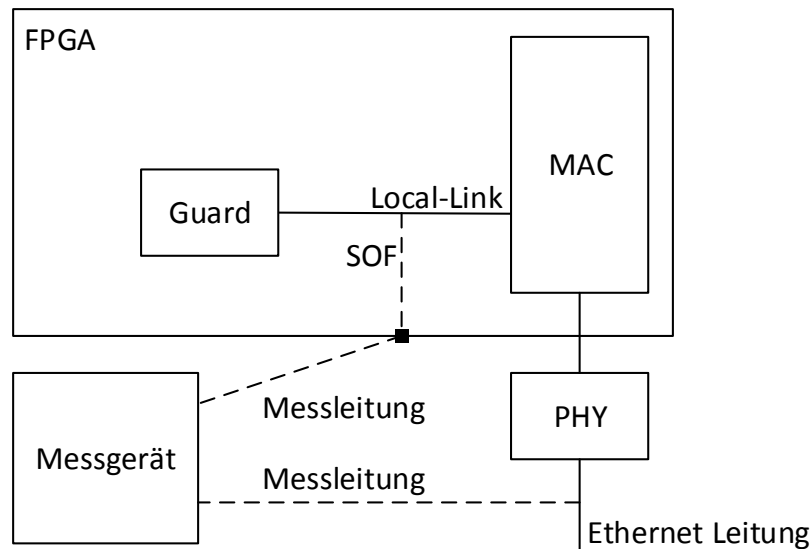 FPGA
MAC
Local-Link
Guard
SOF
Messleitung
PHY
Messgerät
Messleitung
Ethernet Leitung